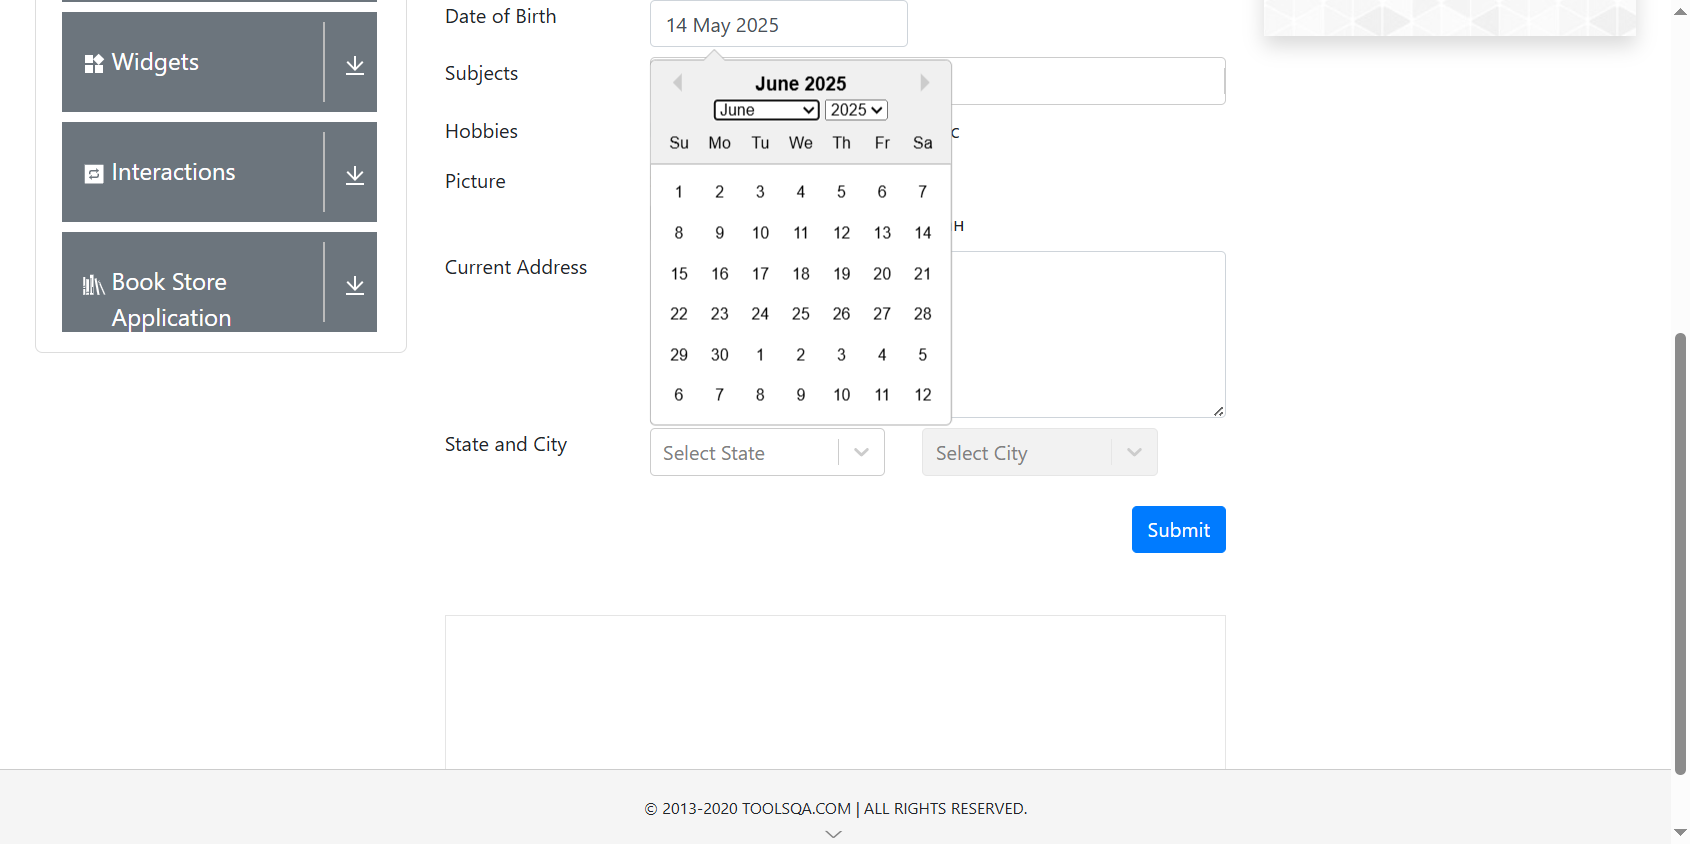 Widgets
Interactions
Book Store
Application
Date of Birth
14 May 2025
Subjects
Hobbies
Picture
Current Address
State and City
June 2025
June 2025
Su Mo Tu We Th Fr Sa
1 2 3 4 5 6 7
8 9 10 11 12 13 14
15 16 17 18 19 20 21
22 23 24 25 26 27 28
29 30 1 2 3 4 5
6 7 8 9 10 11 12
c
н
Select State
Select City
Submit
© 2013-2020 TOOLSQA.COM | ALL RIGHTS RESERVED.